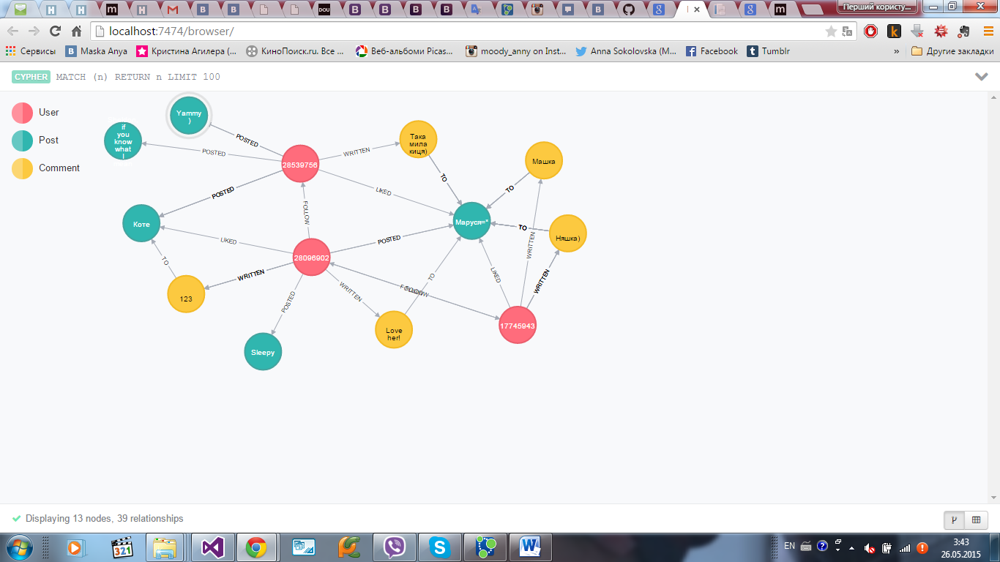 DOU
Перший користу...
localhost:7474/browser/
Сервисы
Maska Anya
Кристина Агилера (...
КиноПоиск.ru. Все ...
Веб-альбоми Picas...
moody_anny on Inst...
Anna Sokolovska (M...
Facebook
Tumblr
»
Другие закладки
CYPHER MATCH (n) RETURN n LIMIT 100
User
Post
Comment
Yammy
)
if
you
know
what
I
POSTED
POSTED
28539756
WRITTEN
Така
мила
киця)
Машка
TO
TO
POSTED
LIKED
FOLLOW
Коте
Маруся=*
TO
Няшка)
LIKED
POSTED
WRITTEN
28096902
TO
WRITTEN
LIKED
TO
WRITTEN
WRITTEN
FOLLOW
123
POSTED
Love
her!
17745943
Sleepy
Displaying 13 nodes, 39 relationships
321
EN
3:43
26.05.2015